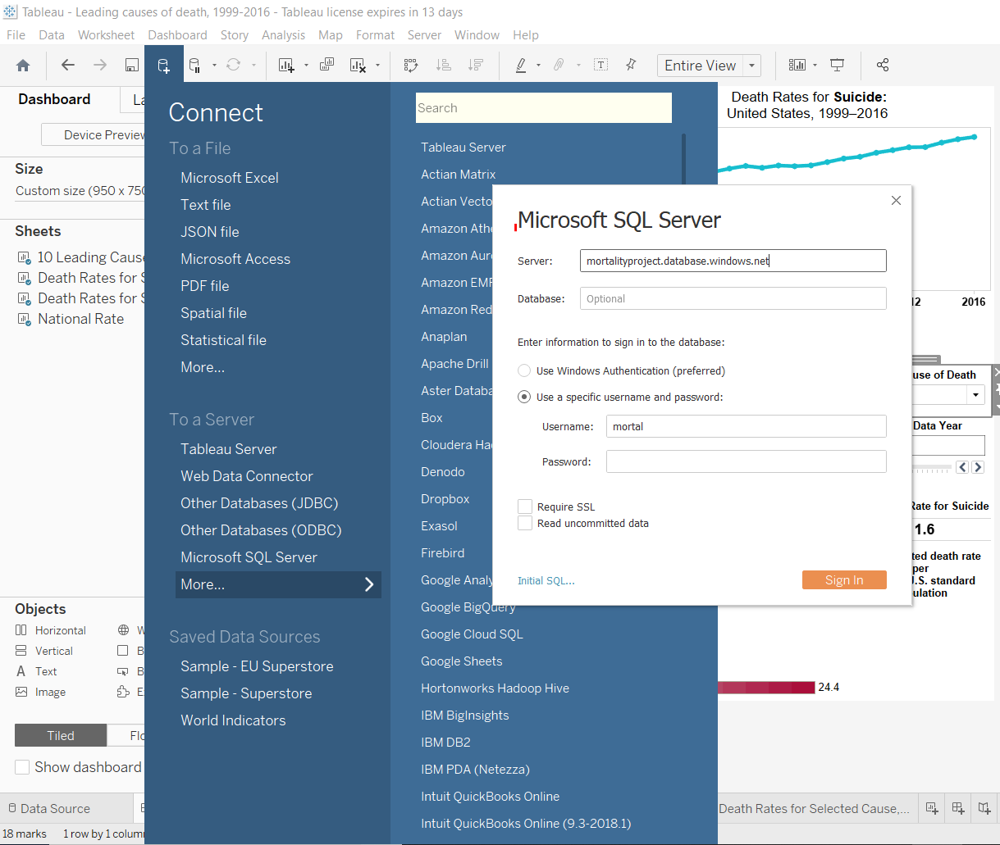 Tableau - Leading causes of death, 1999-2016 - Tableau license expires in 13 days
File Data Worksheet Dashboard Story Analysis Map Format Server Window Help
Entire View
Dashboard
Device Preview
Size
Custom size (950 x 750
Sheets
10 Leading Cause
Death Rates for S
Death Rates for S
National Rate
Objects
Horizontal W
Vertical B
A Text B
Image E
Tiled Flo
Show dashboard
Data Source
18 marks 1 row by 1 column
Connect
To a File
Microsoft Excel
Text file
JSON file
Microsoft Access
PDF file
Spatial file
Statistical file
More...
To a Server
Tableau Server
Web Data Connector
Other Databases (JDBC)
Other Databases (ODBC)
Microsoft SQL Server
More...
Saved Data Sources
Sample - EU Superstore
Sample - Superstore
World Indicators
Search
Tableau Server
Actian Matrix
Actian Vecto
Amazon Athe
Amazon Auro
Amazon EMR
Amazon Red
Anaplan
Apache Drill
Aster Databa
Box
Cloudera Ha
Denodo
Dropbox
Exasol
Firebird
Google Analy
Google BigQuery
Google Cloud SQL
Google Sheets
Hortonworks Hadoop Hive
IBM BigInsights
IBM DB2
IBM PDA (Netezza)
Intuit QuickBooks Online
Intuit QuickBooks Online (9.3-2018.1)
Microsoft SQL Server
Server: mortalityproject.database.windows.net
Database: Optional
Enter information to sign in to the database:
Use Windows Authentication (preferred)
Use a specific username and password:
Username: mortal
Password:
Require SSL
Read uncommitted data
Initial SQL...
Sign In
Death Rates for Suicide:
United States, 1999–2016
12 2016
use of Death
Data Year
Rate for Suicide
1.6
ted death rate
per
U.S. standard
ulation
24.4
Death Rates for Selected Cause,...